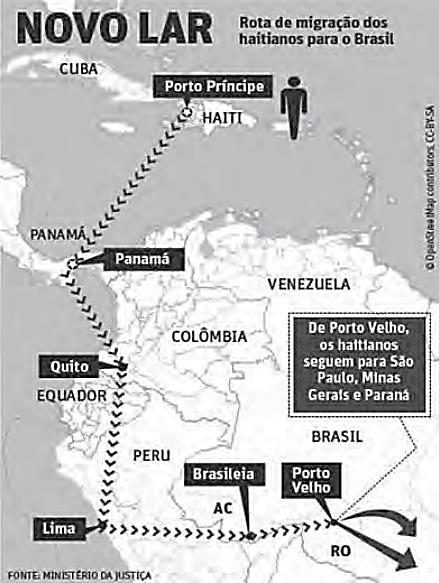 NOVO LAR
Rota de migração dos
haitianos para o Brasil
CUBA
Porto Príncipe
HAITI
© OpenStreetMap contributors, CC-BY-SA
PANAMÁ
Panamá
VENEZUELA
COLÔMBIA
De Porto Velho,
os haitianos
seguem para São
Paulo, Minas
Gerais e Paraná
Quito
EQUADOR
BRASIL
PERU
Brasileia
Porto
Velho
AC
Lima
RO
FONTE: MINISTÉRIO DA JUSTIÇA